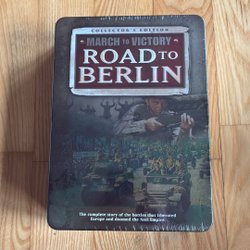 COLLECTOR'S EDITION
MARCH TO VICTORY
ROAD TO
BERLIN
The complete story of the battles that liberated
Europe and doomed the Nazi Empire.